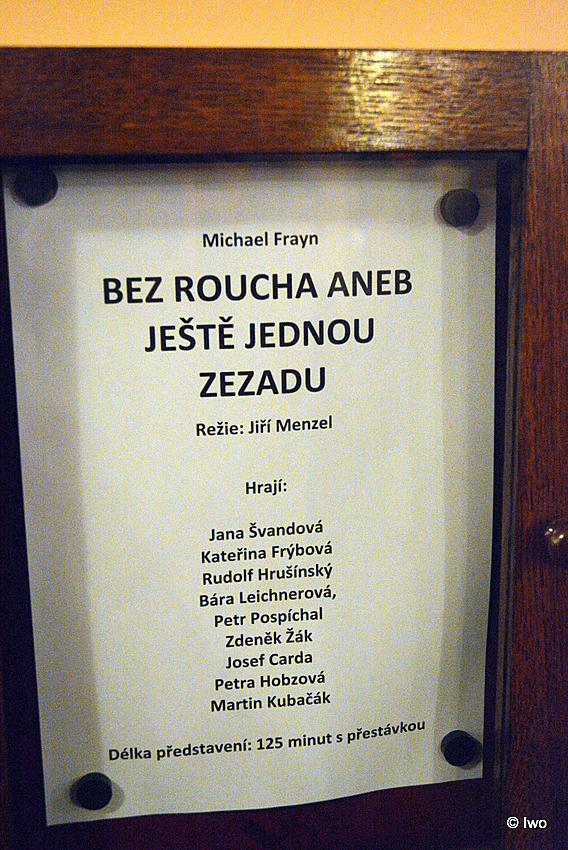 Michael Frayn
BEZ ROUCHA ANEB
JEŠTĚ JEDNOU
ZEZADU
Režie: Jiří Menzel
Hrají:
Jana Švandová
Kateřina Frýbová
Rudolf Hrušínský
Bára Leichnerová,
Petr Pospíchal
Zdeněk Žák
Josef Carda
Petra Hobzová
Martin Kubačák
Délka představení: 125 minut s přestávkou
© Iwo